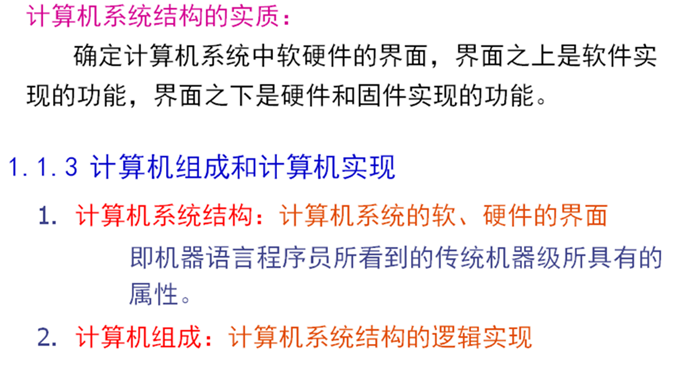 计算机系统结构的实质：
确定计算机系统中软硬件的界面，界面之上是软件实
现的功能，界面之下是硬件和固件实现的功能。
1.1.3 计算机组成和计算机实现
1. 计算机系统结构：计算机系统的软、硬件的界面
即机器语言程序员所看到的传统机器级所具有的
属性。
2. 计算机组成：计算机系统结构的逻辑实现